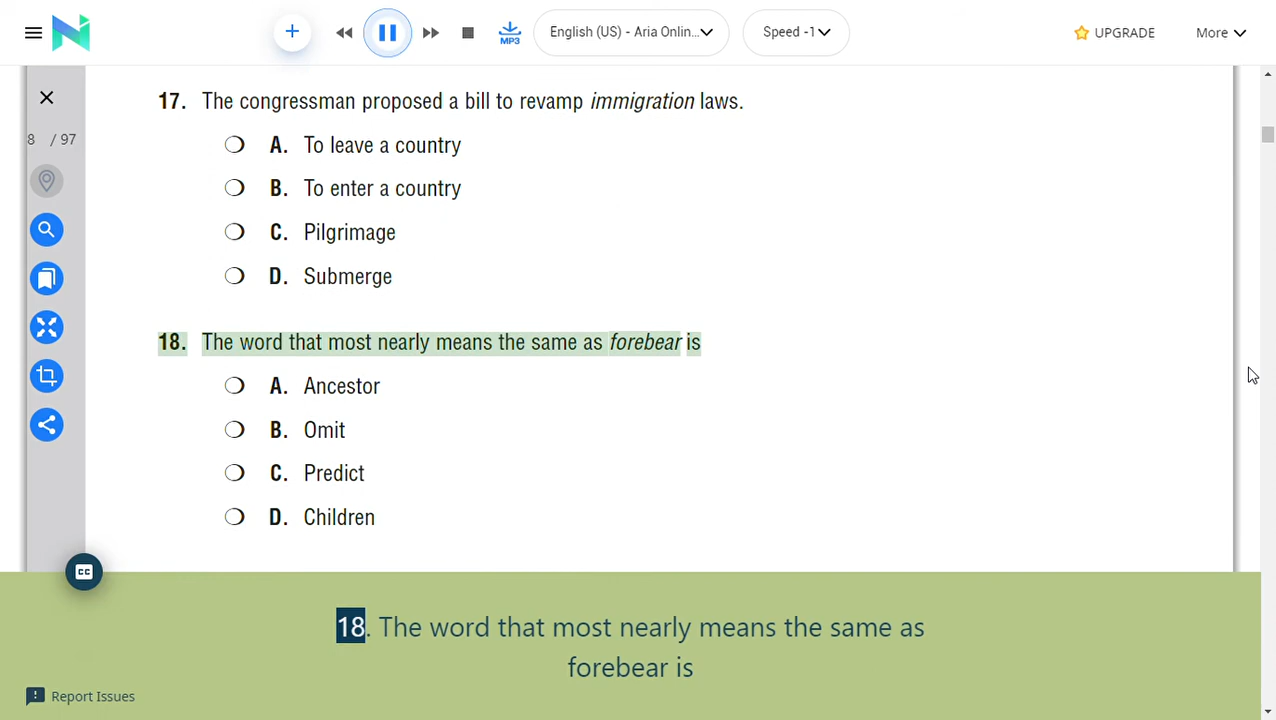 MP3
English (US) - Aria Onlin...
Speed -1
UPGRADE
More
8 / 97
17. The congressman proposed a bill to revamp immigration laws.
A. To leave a country
B. To enter a country
C. Pilgrimage
D. Submerge
18. The word that most nearly means the same as forebear is
A. Ancestor
B. Omit
C. Predict
D. Children
CC
18. The word that most nearly means the same as
forebear is
Report Issues